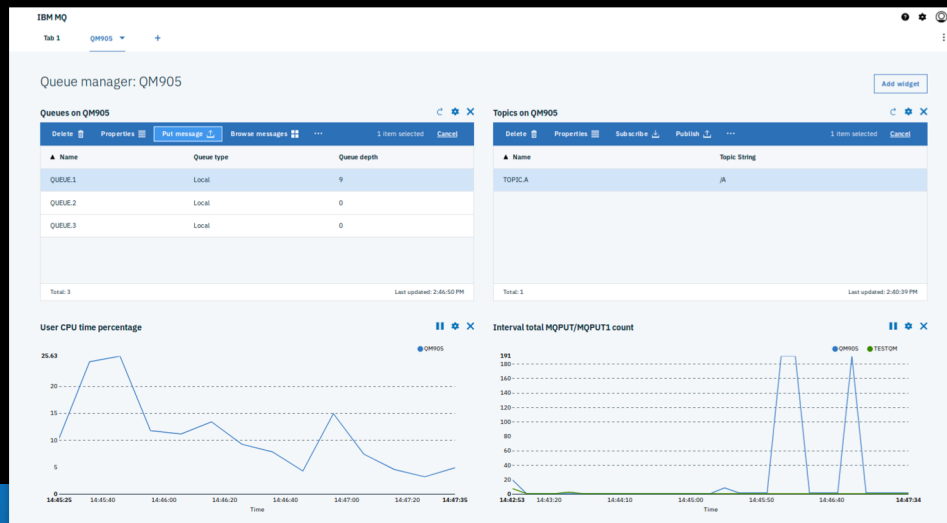 IBM MQ
Tab 1 QM905 +
Queue manager: QM905 Add widget
Queues on QM905
Delete Properties Put message Browse messages ... 1 item selected Cancel
Name Queue type Queue depth
QUEUE.1 Local 9
QUEUE.2 Local 0
QUEUE.3 Local 0
Total: 3 Last updated: 2:46:50 PM
Topics on QM905
Delete Properties Subscribe Publish ... 1 item selected Cancel
Name Topic String
TOPIC.A /A
Total: 1 Last updated: 2:40:39 PM
User CPU time percentage
QM905
25.63
20
15
10
5
0
14:45:25 14:45:40 14:46:00 14:46:20 14:46:40 14:47:00 14:47:20 14:47:35
Time
Interval total MQPUT/MQPUT1 count
QM905 TESTQM
191
180
160
140
120
100
80
60
40
20
0
14:42:53 14:43:20 14:44:10 14:45:00 14:45:50 14:46:40 14:47:34
Time